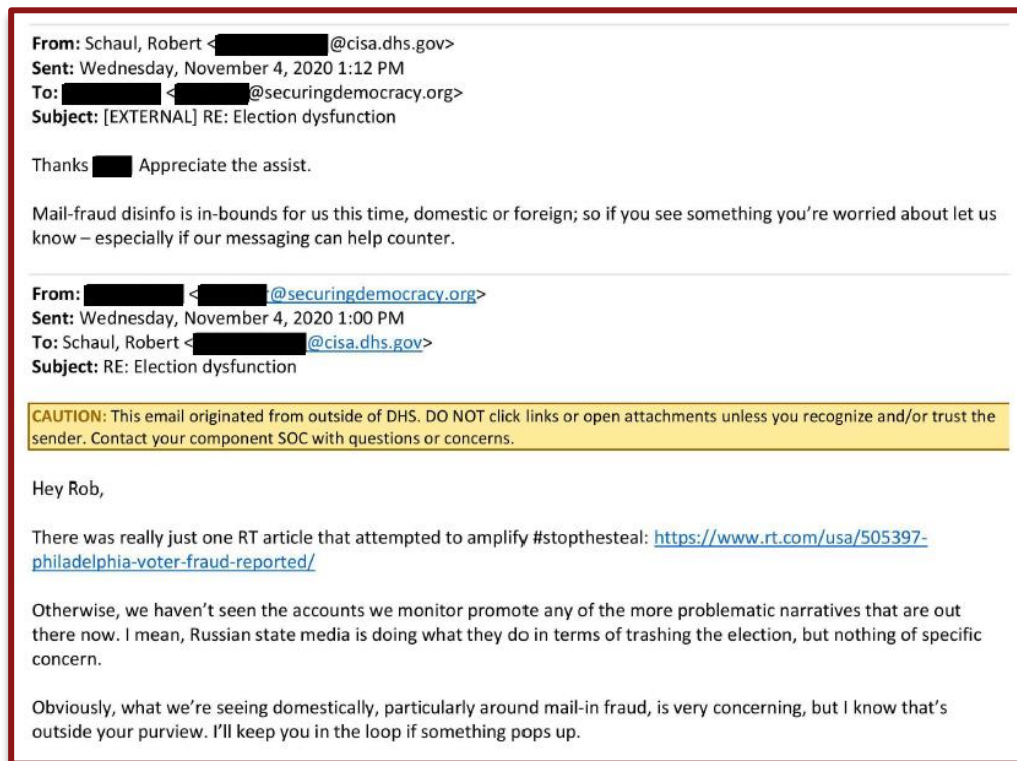 From: Schaul, Robert < @cisa.dhs.gov>
Sent: Wednesday, November 4, 2020 1:12 PM
To: < @securingdemocracy.org>
Subject: [EXTERNAL] RE: Election dysfunction
Thanks Appreciate the assist.
Mail-fraud disinfo is in-bounds for us this time, domestic or foreign; so if you see something you’re worried about let us
know – especially if our messaging can help counter.
From: < @securingdemocracy.org>
Sent: Wednesday, November 4, 2020 1:00 PM
To: Schaul, Robert < @cisa.dhs.gov>
Subject: RE: Election dysfunction
CAUTION: This email originated from outside of DHS. DO NOT click links or open attachments unless you recognize and/or trust the
sender. Contact your component SOC with questions or concerns.
Hey Rob,
There was really just one RT article that attempted to amplify #stopthesteal: https://www.rt.com/usa/505397-
philadelphia-voter-fraud-reported/
Otherwise, we haven’t seen the accounts we monitor promote any of the more problematic narratives that are out
there now. I mean, Russian state media is doing what they do in terms of trashing the election, but nothing of specific
concern.
Obviously, what we’re seeing domestically, particularly around mail-in fraud, is very concerning, but I know that’s
outside your purview. I’ll keep you in the loop if something pops up.